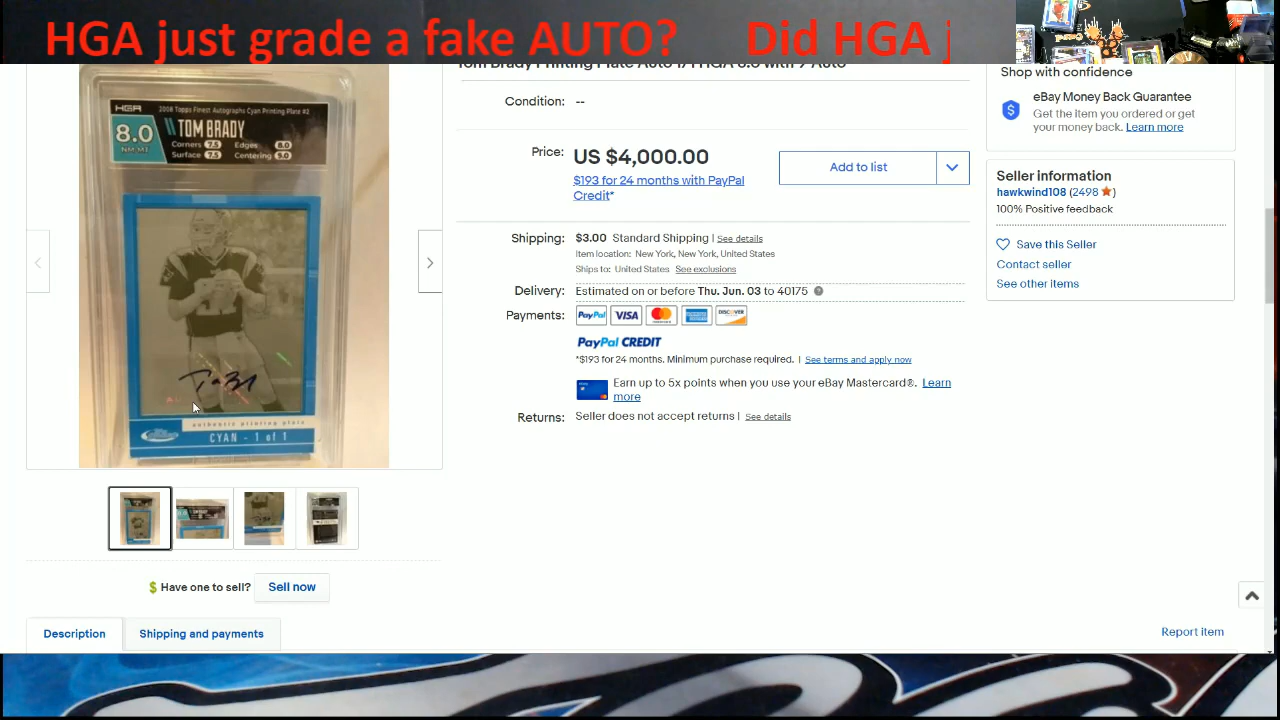 HGA just grade a fake AUTO? Did HGA j
Tom Brady Printing Plate Auto 1/1 HGA 8.0 with 9 Auto
Condition: --
Price: US $4,000.00
$193 for 24 months with PayPal
Credit*
Add to list
Shipping: $3.00 Standard Shipping | See details
Item location: New York, New York, United States
Ships to: United States See exclusions
Delivery: Estimated on or before Thu. Jun. 03 to 40175
Payments: PayPal VISA MasterCard AMERICAN EXPRESS DISCOVER
PayPal CREDIT
*$193 for 24 months. Minimum purchase required. | See terms and apply now
Earn up to 5x points when you use your eBay Mastercard®. Learn
more
Returns: Seller does not accept returns | See details
Shop with confidence
eBay Money Back Guarantee
Get the item you ordered or get
your money back. Learn more
Seller information
hawkwind108 (2498)
100% Positive feedback
Save this Seller
Contact seller
See other items
HGA 2008 Topps Finest Autographs Cyan Printing Plate #2
8.0 TOM BRADY
NM-MT Corners 7.5 Edges 8.0
Surface 7.5 Centering 9.0
authentic printing plate
CYAN - 1 of 1
$ Have one to sell? Sell now
Description Shipping and payments
Report item